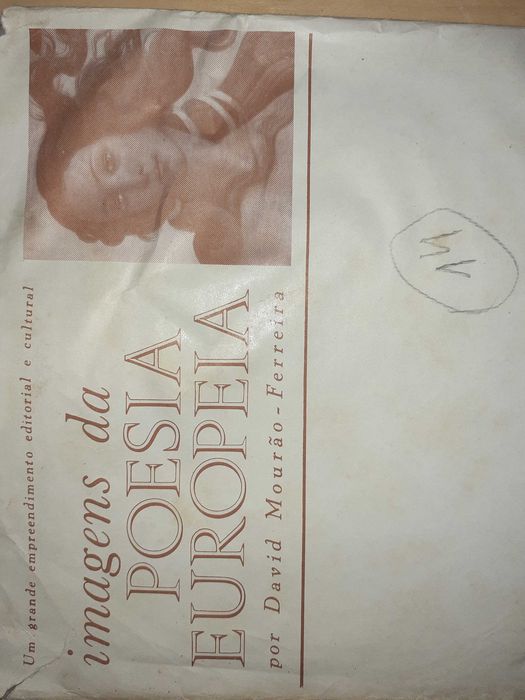 Um grande empreendimento editorial e cultural
imagens da
POESIA
EUROPEIA
por David Mourão-Ferreira